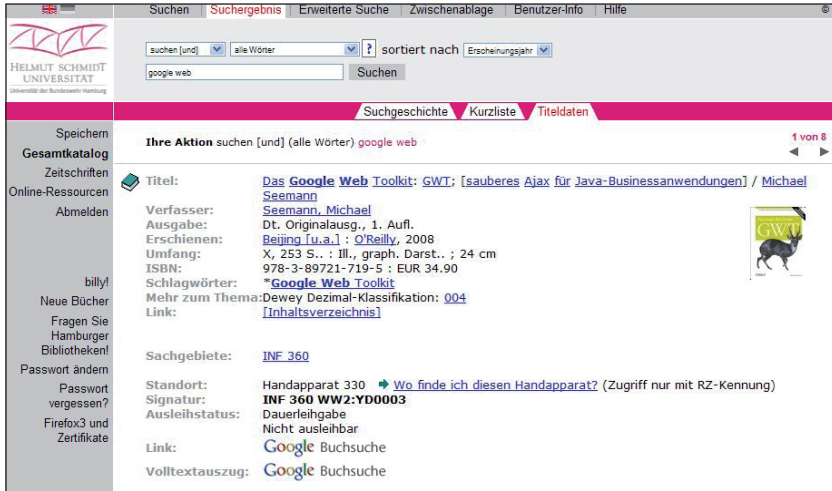 Suchen | Suchergebnis | Erweiterte Suche | Zwischenablage | Benutzer-Info | Hilfe ©
HELMUT SCHMIDT
UNIVERSITÄT
Universität der Bundeswehr Hamburg
suchen [und] alle Wörter ? sortiert nach Erscheinungsjahr
google web Suchen
Suchgeschichte Kurzliste Titeldaten
Speichern
Gesamtkatalog
Zeitschriften
Online-Ressourcen
Abmelden
billy!
Neue Bücher
Fragen Sie
Hamburger
Bibliotheken!
Passwort ändern
Passwort
vergessen?
Firefox3 und
Zertifikate
Ihre Aktion suchen [und] (alle Wörter) google web
1 von 8
Titel: Das Google Web Toolkit: GWT; [sauberes Ajax für Java-Businessanwendungen] / Michael
Seemann
Verfasser: Seemann, Michael
Ausgabe: Dt. Originalausg., 1. Aufl.
Erschienen: Beijing [u.a.] : O'Reilly, 2008
Umfang: X, 253 S.. : Ill., graph. Darst.. ; 24 cm
ISBN: 978-3-89721-719-5 : EUR 34.90
Schlagwörter: *Google Web Toolkit
Mehr zum Thema:Dewey Dezimal-Klassifikation: 004
Link: [Inhaltsverzeichnis]
GWT
Sachgebiete: INF 360
Standort: Handapparat 330 Wo finde ich diesen Handapparat? (Zugriff nur mit RZ-Kennung)
Signatur: INF 360 WW2:YD0003
Ausleihstatus: Dauerleihgabe
Nicht ausleihbar
Link: Google Buchsuche
Volltextauszug: Google Buchsuche